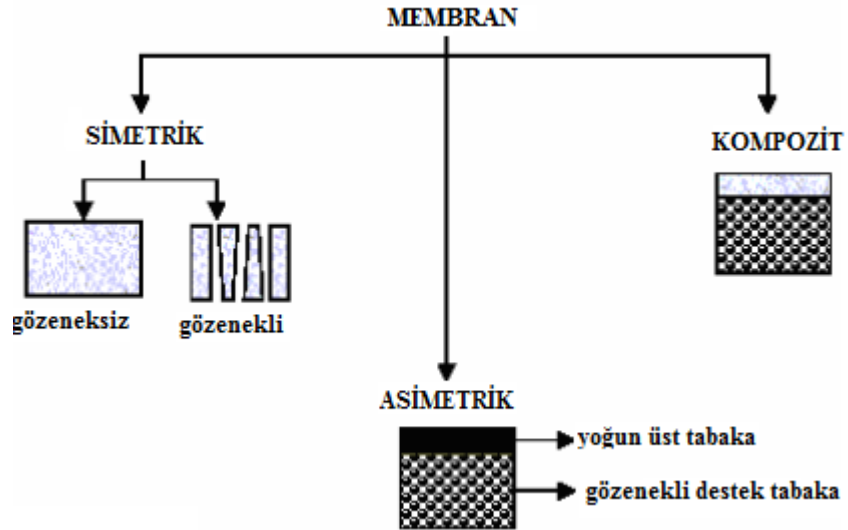 MEMBRAN
SİMETRİK
KOMPOZİT
gözeneksiz
gözenekli
ASİMETRİK
yoğun üst tabaka
gözenekli destek tabaka